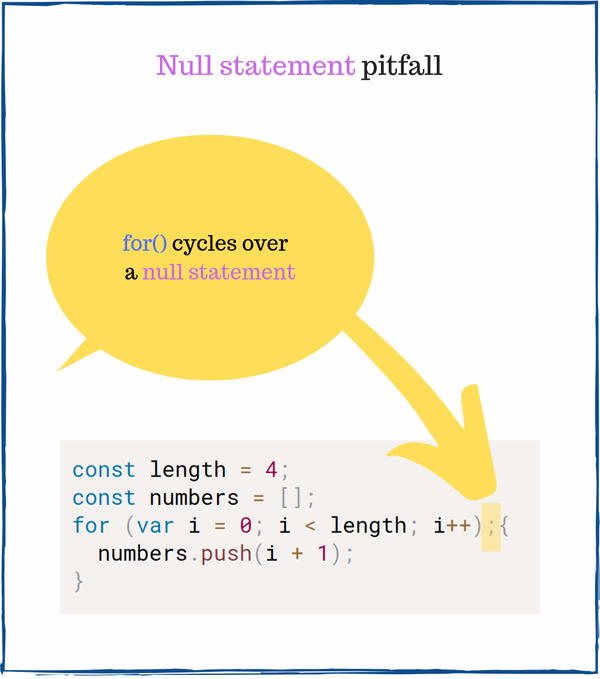 Null statement pitfall
for() cycles over
a null statement
const length = 4;
const numbers = [];
for (var i = 0; i < length; i++);{
  numbers.push(i + 1);
}